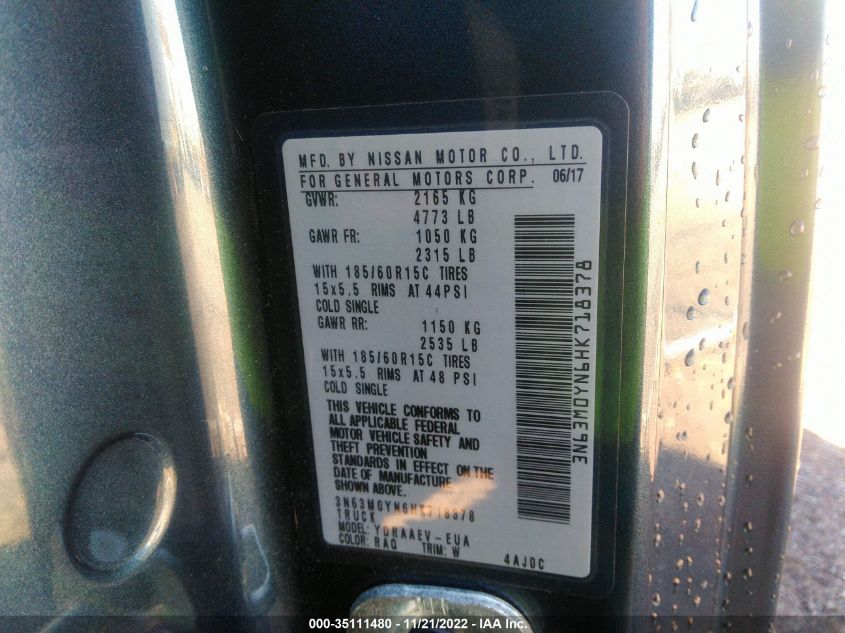 MFD. BY NISSAN MOTOR CO., LTD.
FOR GENERAL MOTORS CORP. 06/17
GVWR: 2165 KG
4773 LB
GAWR FR: 1050 KG
2315 LB
WITH 185/60R15C TIRES
15x5.5 RIMS AT 44PSI
COLD SINGLE
GAWR RR: 1150 KG
2535 LB
WITH 185/60R15C TIRES
15x5.5 RIMS AT 48 PSI
COLD SINGLE
THIS VEHICLE CONFORMS TO
ALL APPLICABLE FEDERAL
MOTOR VEHICLE SAFETY AND
THEFT PREVENTION
STANDARDS IN EFFECT ON THE
DATE OF MANUFACTURE
SHOWN ABOVE.
3N63M0YN6HK718378
TRUCK
MODEL: YDRAAEV-EUA
COLOR: RAQ TRIM: W
4AJ0C
3N63M0YN6HK718378
000-35111480 - 11/21/2022 - IAA Inc.